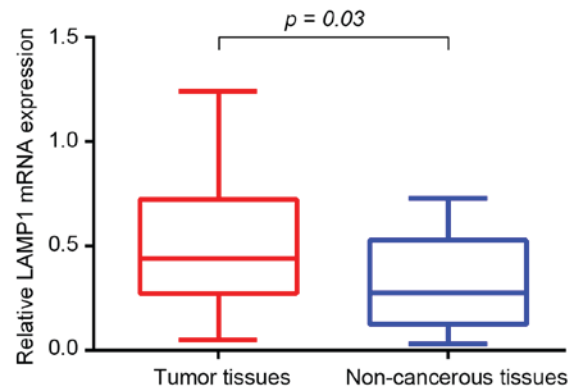 p = 0.03
Relative LAMP1 mRNA expression
1.5
1.0
0.5
0.0
Tumor tissues
Non-cancerous tissues